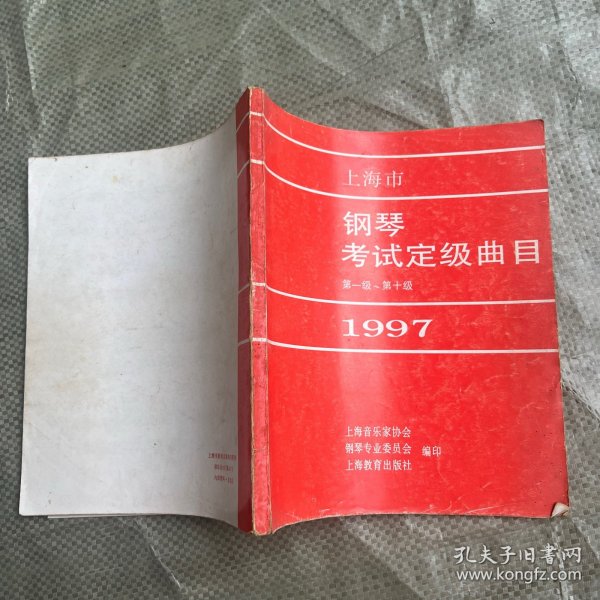 上海市
钢琴
考试定级曲目
第一级~第十级
1997
上海音乐家协会
钢琴专业委员会 编印
上海教育出版社
孔夫子旧书网
www.kongfz.com